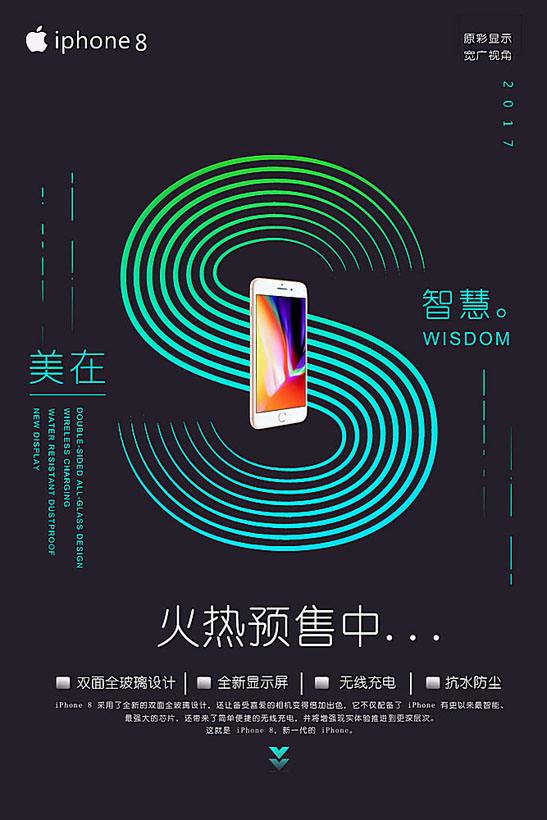 iphone 8
原彩显示
宽广视角
2017
智慧。
WISDOM
美在
DOUBLE-SIDED ALL-GLASS DESIGN
WIRELESS CHARGING
WATER RESISTANT DUSTPROOF
NEW DISPLAY
火热预售中...
双面全玻璃设计 | 全新显示屏 | 无线充电 | 抗水防尘
iPhone 8 采用了全新的双面全玻璃设计，还让备受喜爱的相机变得倍加出色，它不仅配备了 iPhone 有史以来最智能、
最强大的芯片，还带来了简单便捷的无线充电，并将增强现实体验推进到更深层次。
这就是 iPhone 8，新一代的 iPhone。